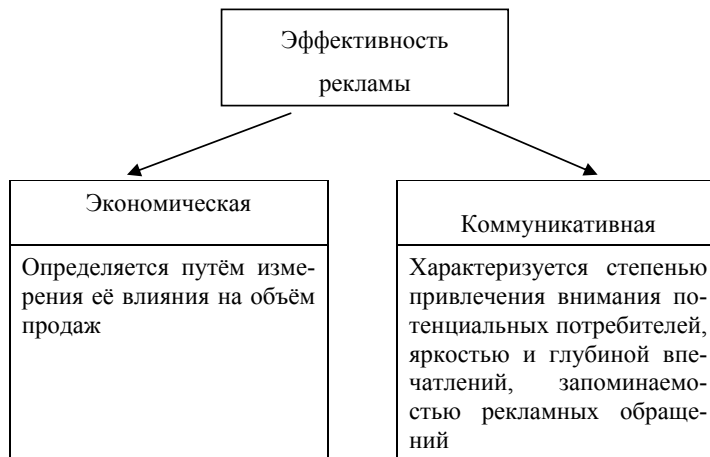 Эффективность
рекламы
Экономическая
Определяется путём изме-
рения её влияния на объём
продаж
Коммуникативная
Характеризуется степенью
привлечения внимания по-
тенциальных потребителей,
яркостью и глубиной впе-
чатлений, запоминаемо-
стью рекламных обраще-
ний